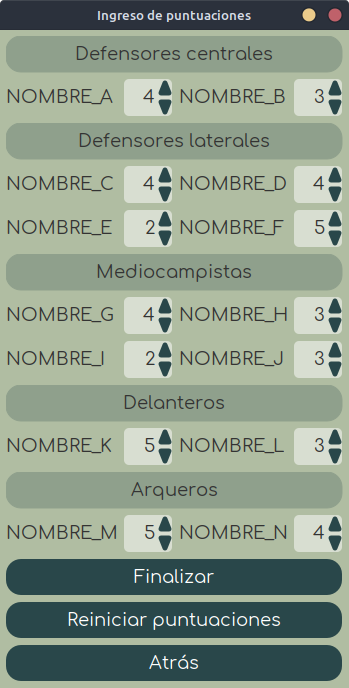 Ingreso de puntuaciones
Defensores centrales
NOMBRE_A 4 NOMBRE_B 3
Defensores laterales
NOMBRE_C 4 NOMBRE_D 4
NOMBRE_E 2 NOMBRE_F 5
Mediocampistas
NOMBRE_G 4 NOMBRE_H 3
NOMBRE_I 2 NOMBRE_J 3
Delanteros
NOMBRE_K 5 NOMBRE_L 3
Arqueros
NOMBRE_M 5 NOMBRE_N 4
Finalizar
Reiniciar puntuaciones
Atrás